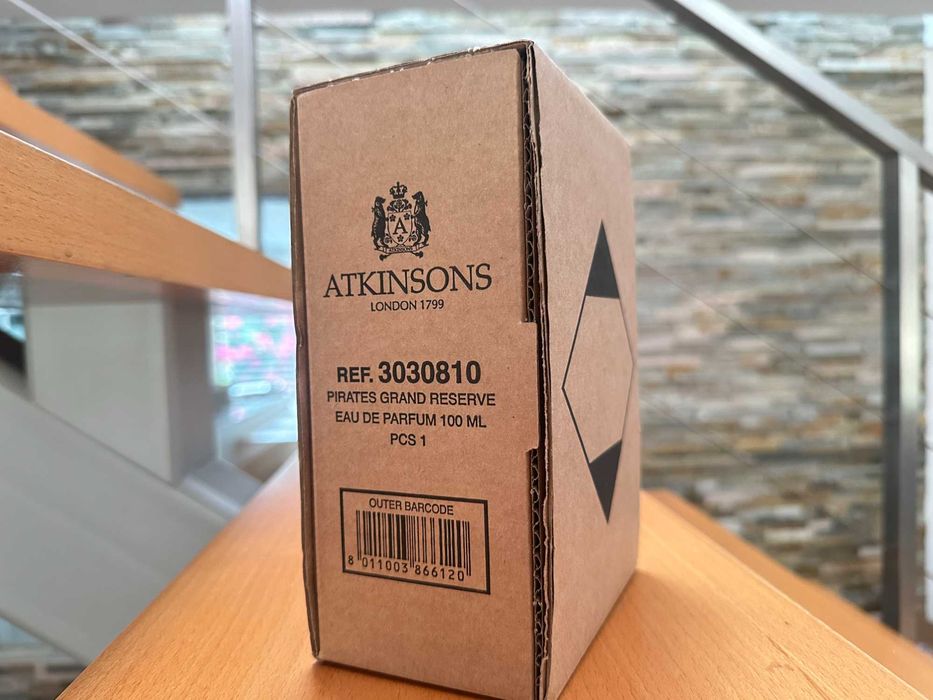 A
ATKINSONS
ATKINSONS
LONDON 1799
REF. 3030810
PIRATES GRAND RESERVE
EAU DE PARFUM 100 ML
PCS 1
OUTER BARCODE
8 011003 866120